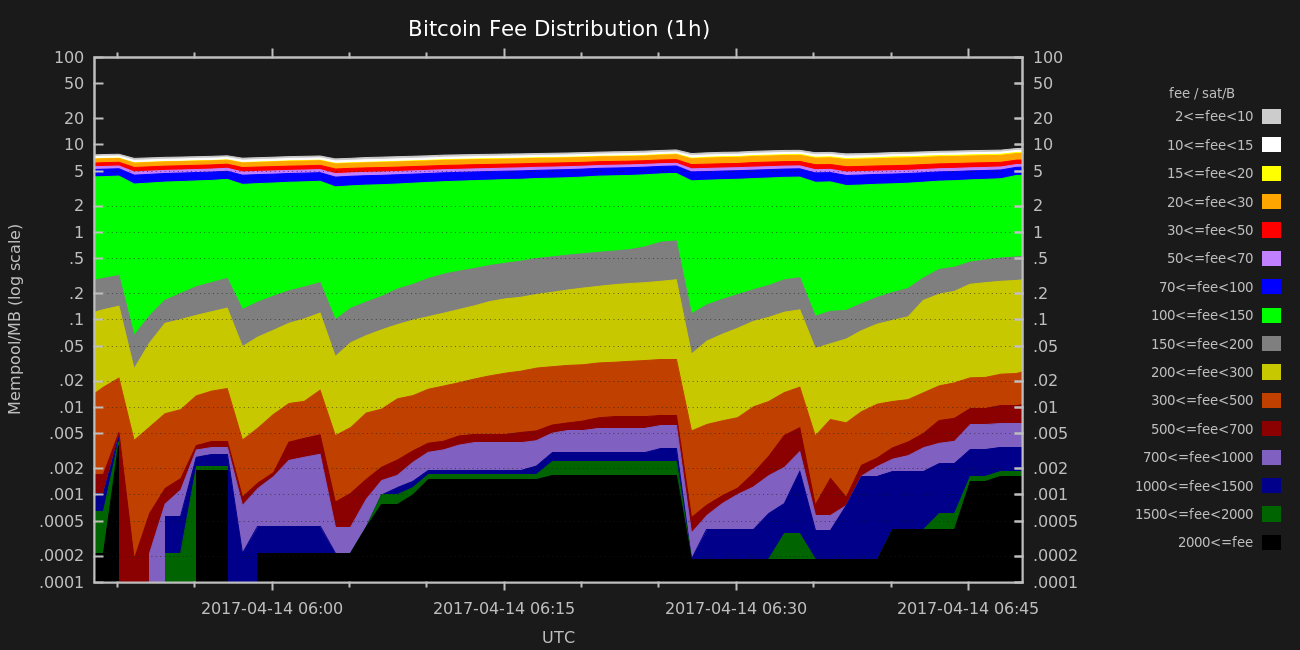 Bitcoin Fee Distribution (1h)
Mempool/MB (log scale)
100
50
20
10
5
2
1
.5
.2
.1
.05
.02
.01
.005
.002
.001
.0005
.0002
.0001
100
50
20
10
5
2
1
.5
.2
.1
.05
.02
.01
.005
.002
.001
.0005
.0002
.0001
fee / sat/B
2<=fee<10
10<=fee<15
15<=fee<20
20<=fee<30
30<=fee<50
50<=fee<70
70<=fee<100
100<=fee<150
150<=fee<200
200<=fee<300
300<=fee<500
500<=fee<700
700<=fee<1000
1000<=fee<1500
1500<=fee<2000
2000<=fee
2017-04-14 06:00 2017-04-14 06:15 2017-04-14 06:30 2017-04-14 06:45
UTC